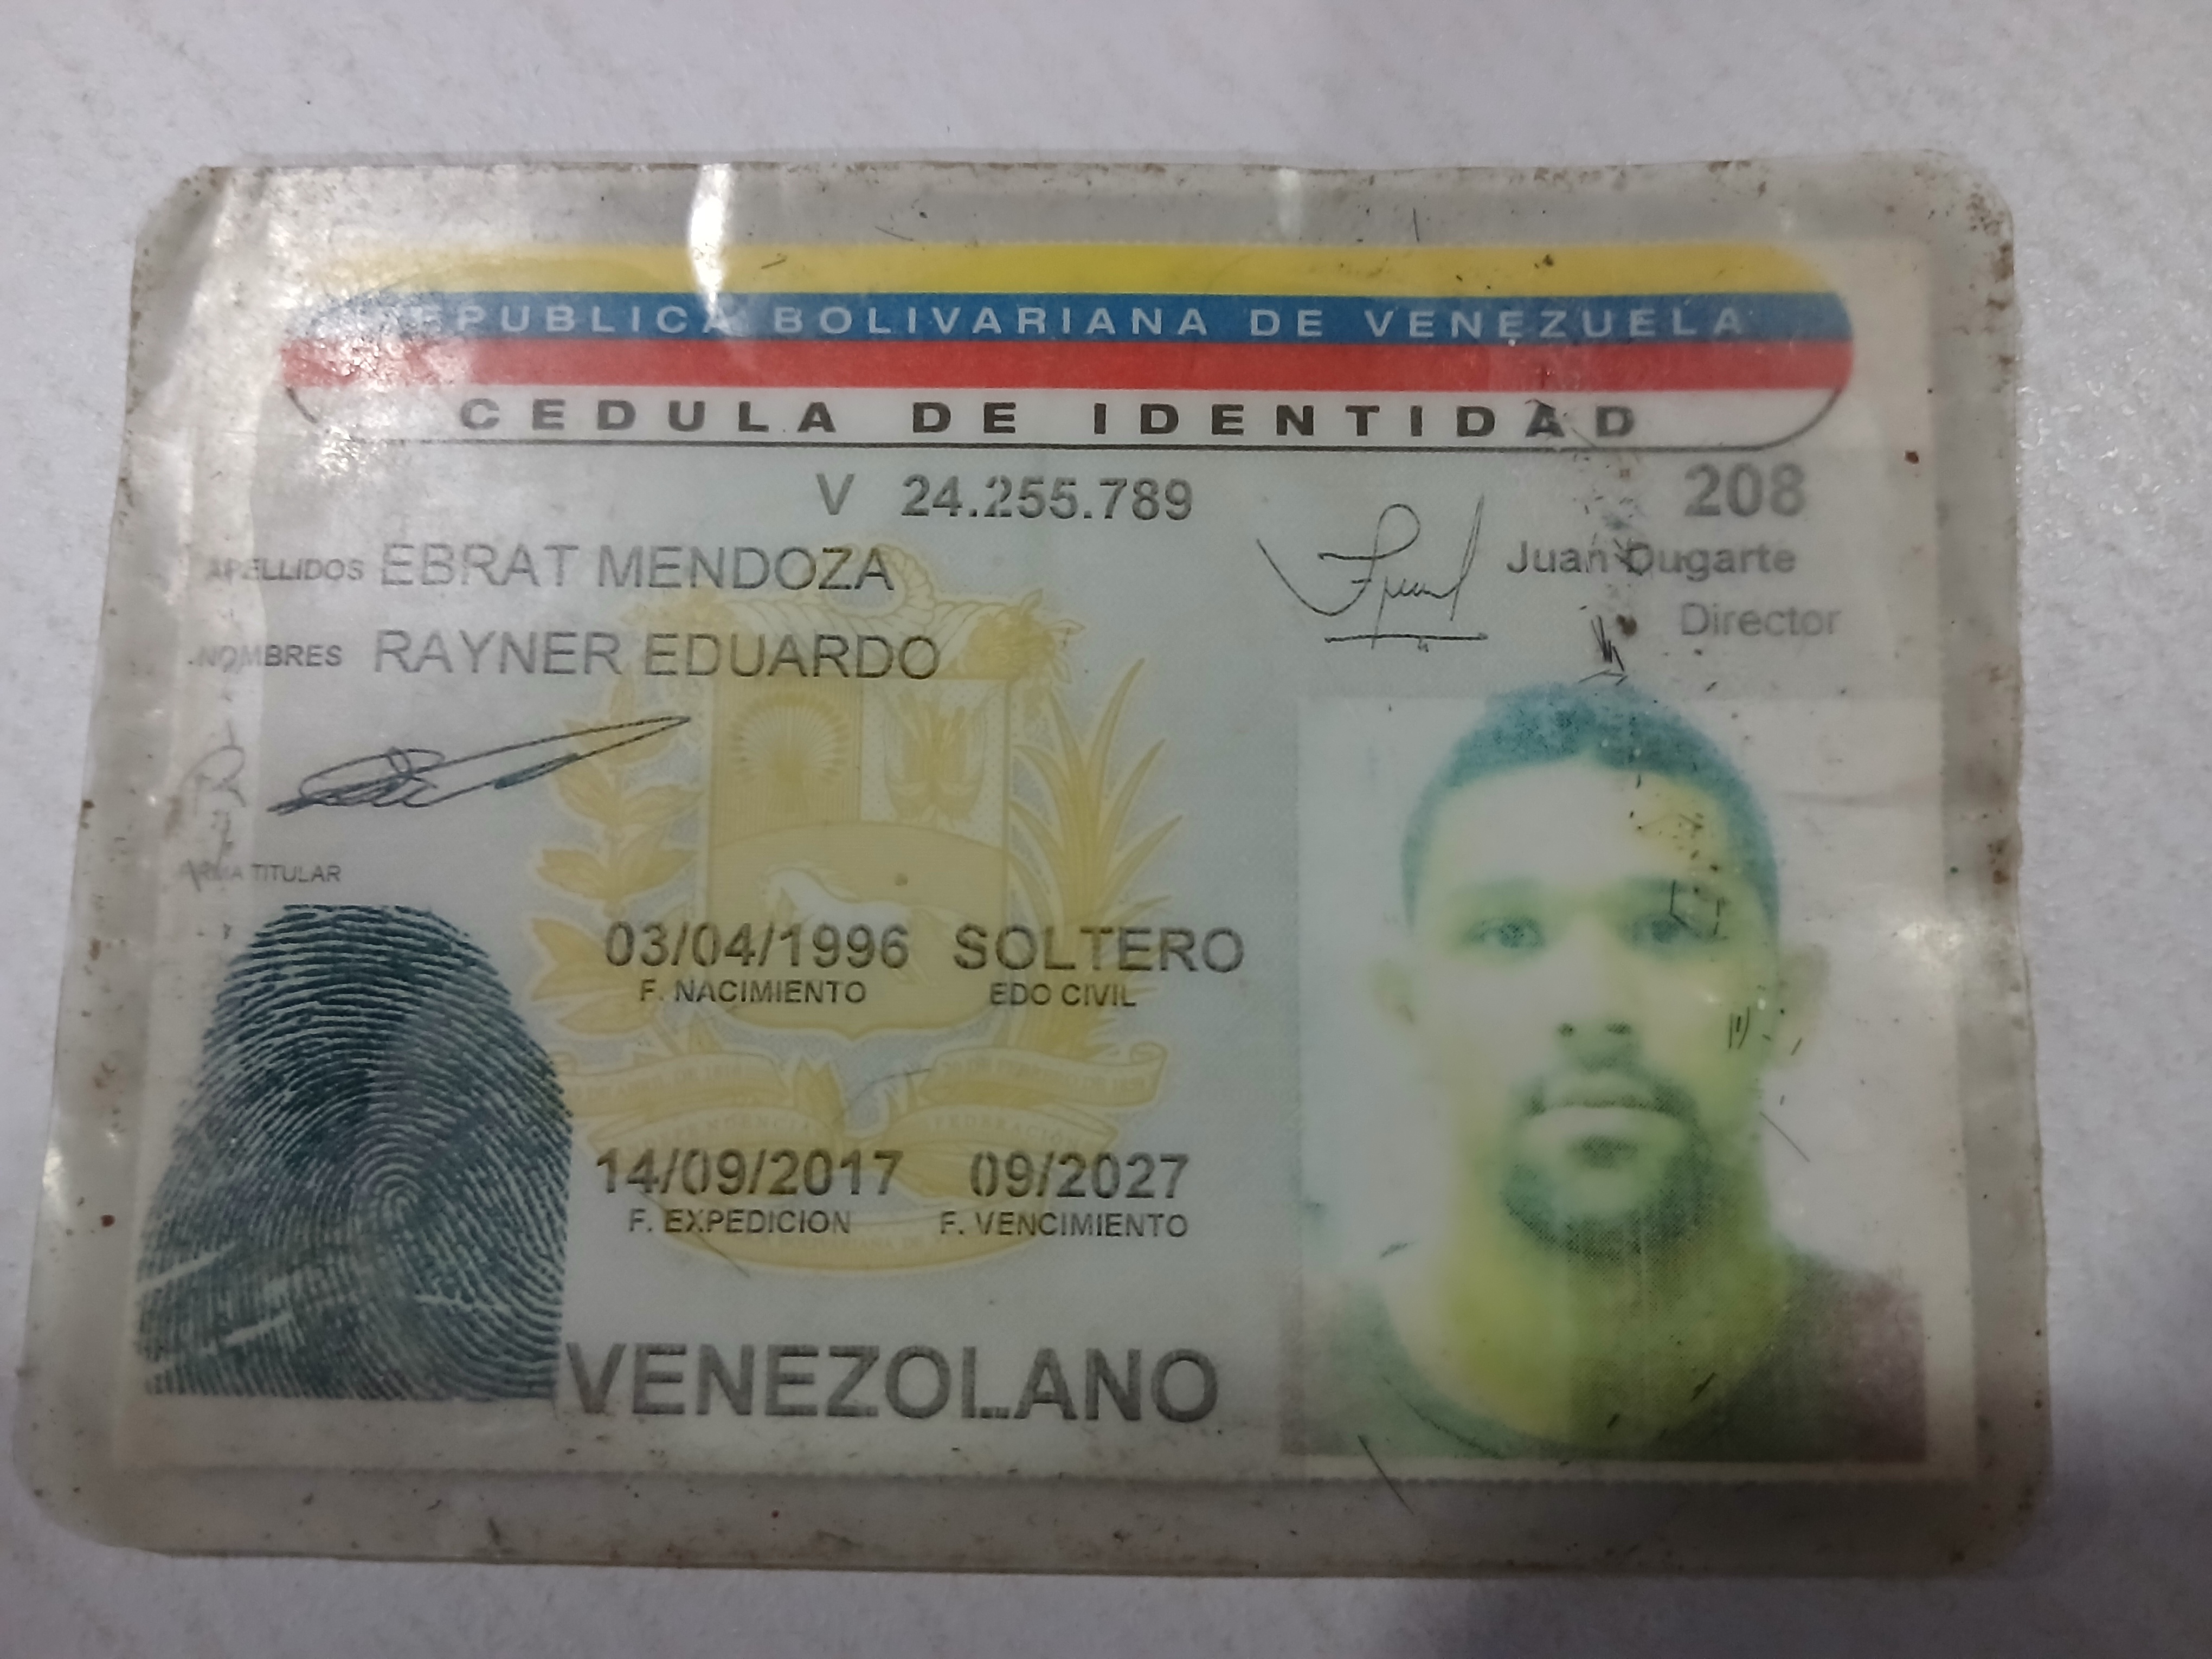 REPUBLICA BOLIVARIANA DE VENEZUELA
CEDULA DE IDENTIDAD
V 24.255.789
208
APELLIDOS EBRAT MENDOZA
Juan Dugarte
Director
NOMBRES RAYNER EDUARDO
FIRMA TITULAR
03/04/1996 SOLTERO
F. NACIMIENTO EDO CIVIL
14/09/2017 09/2027
F. EXPEDICION F. VENCIMIENTO
VENEZOLANO